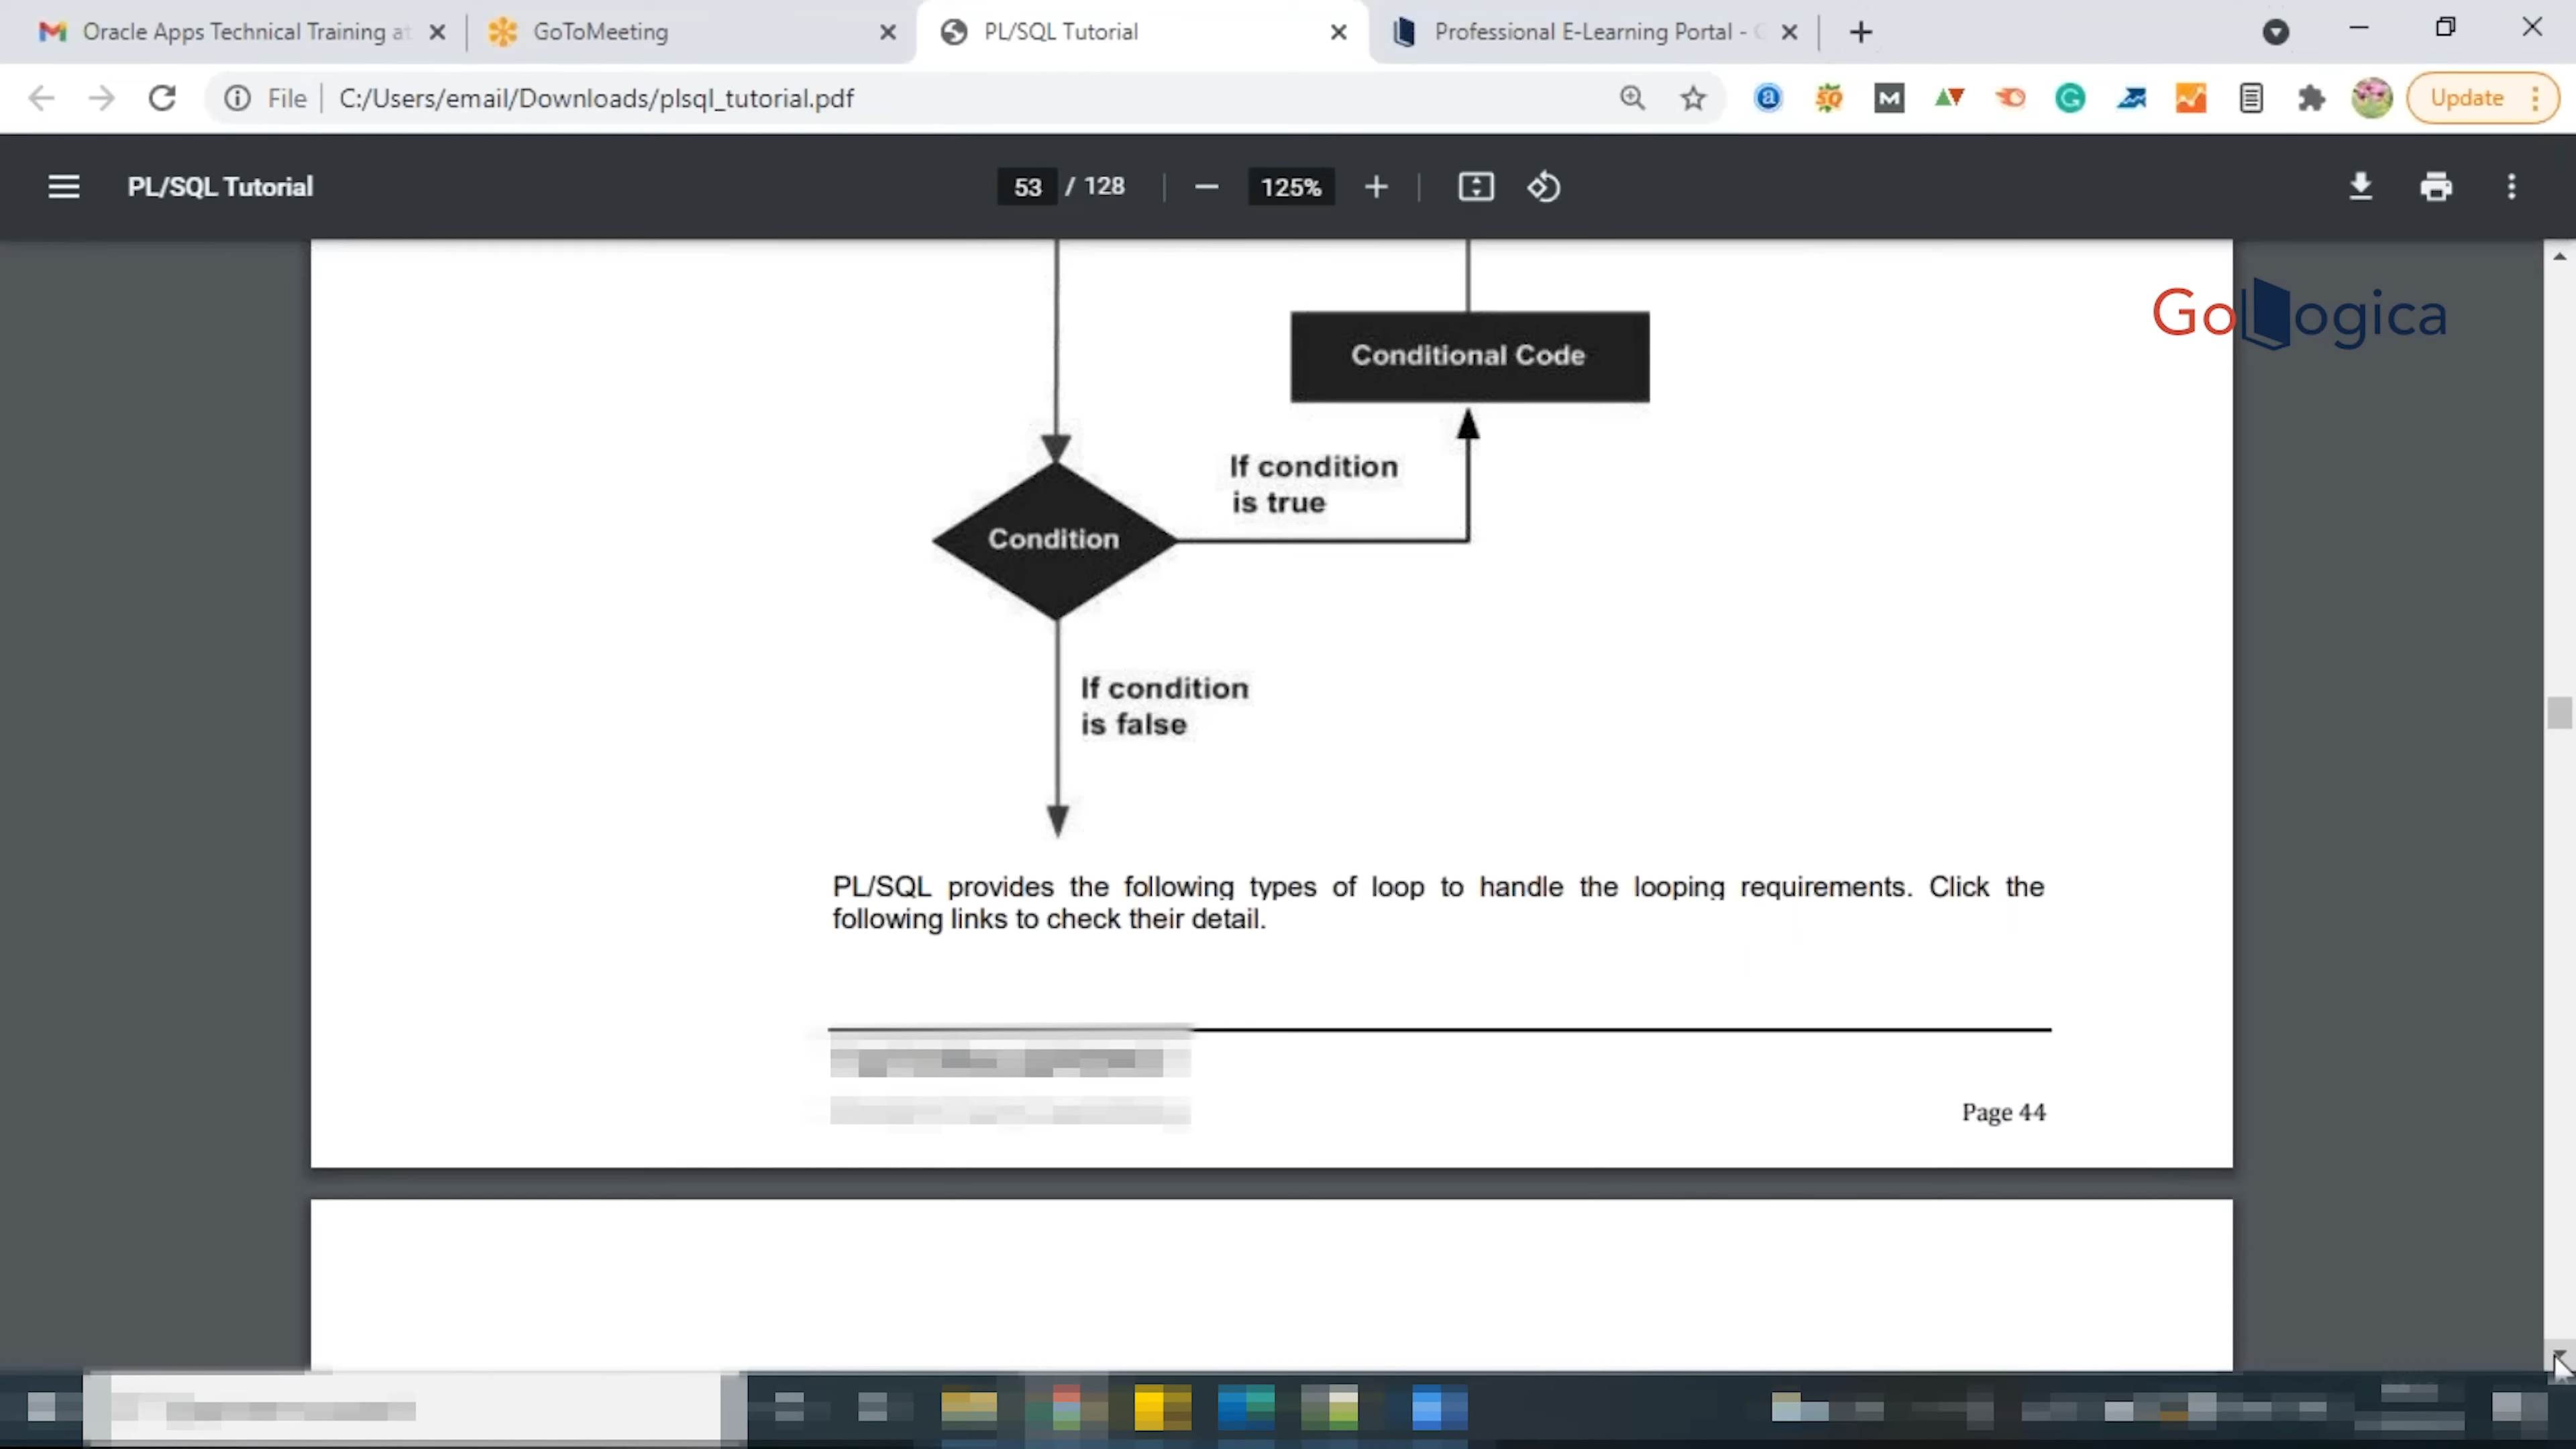 Oracle Apps Technical Training at
GoToMeeting
PL/SQL Tutorial
Professional E-Learning Portal -
File
C:/Users/email/Downloads/plsql_tutorial.pdf
Update
PL/SQL Tutorial
53 / 128
125%
GoLogica
Conditional Code
If condition
is true
Condition
If condition
is false
PL/SQL provides the following types of loop to handle the looping requirements. Click the
following links to check their detail.
Page 44